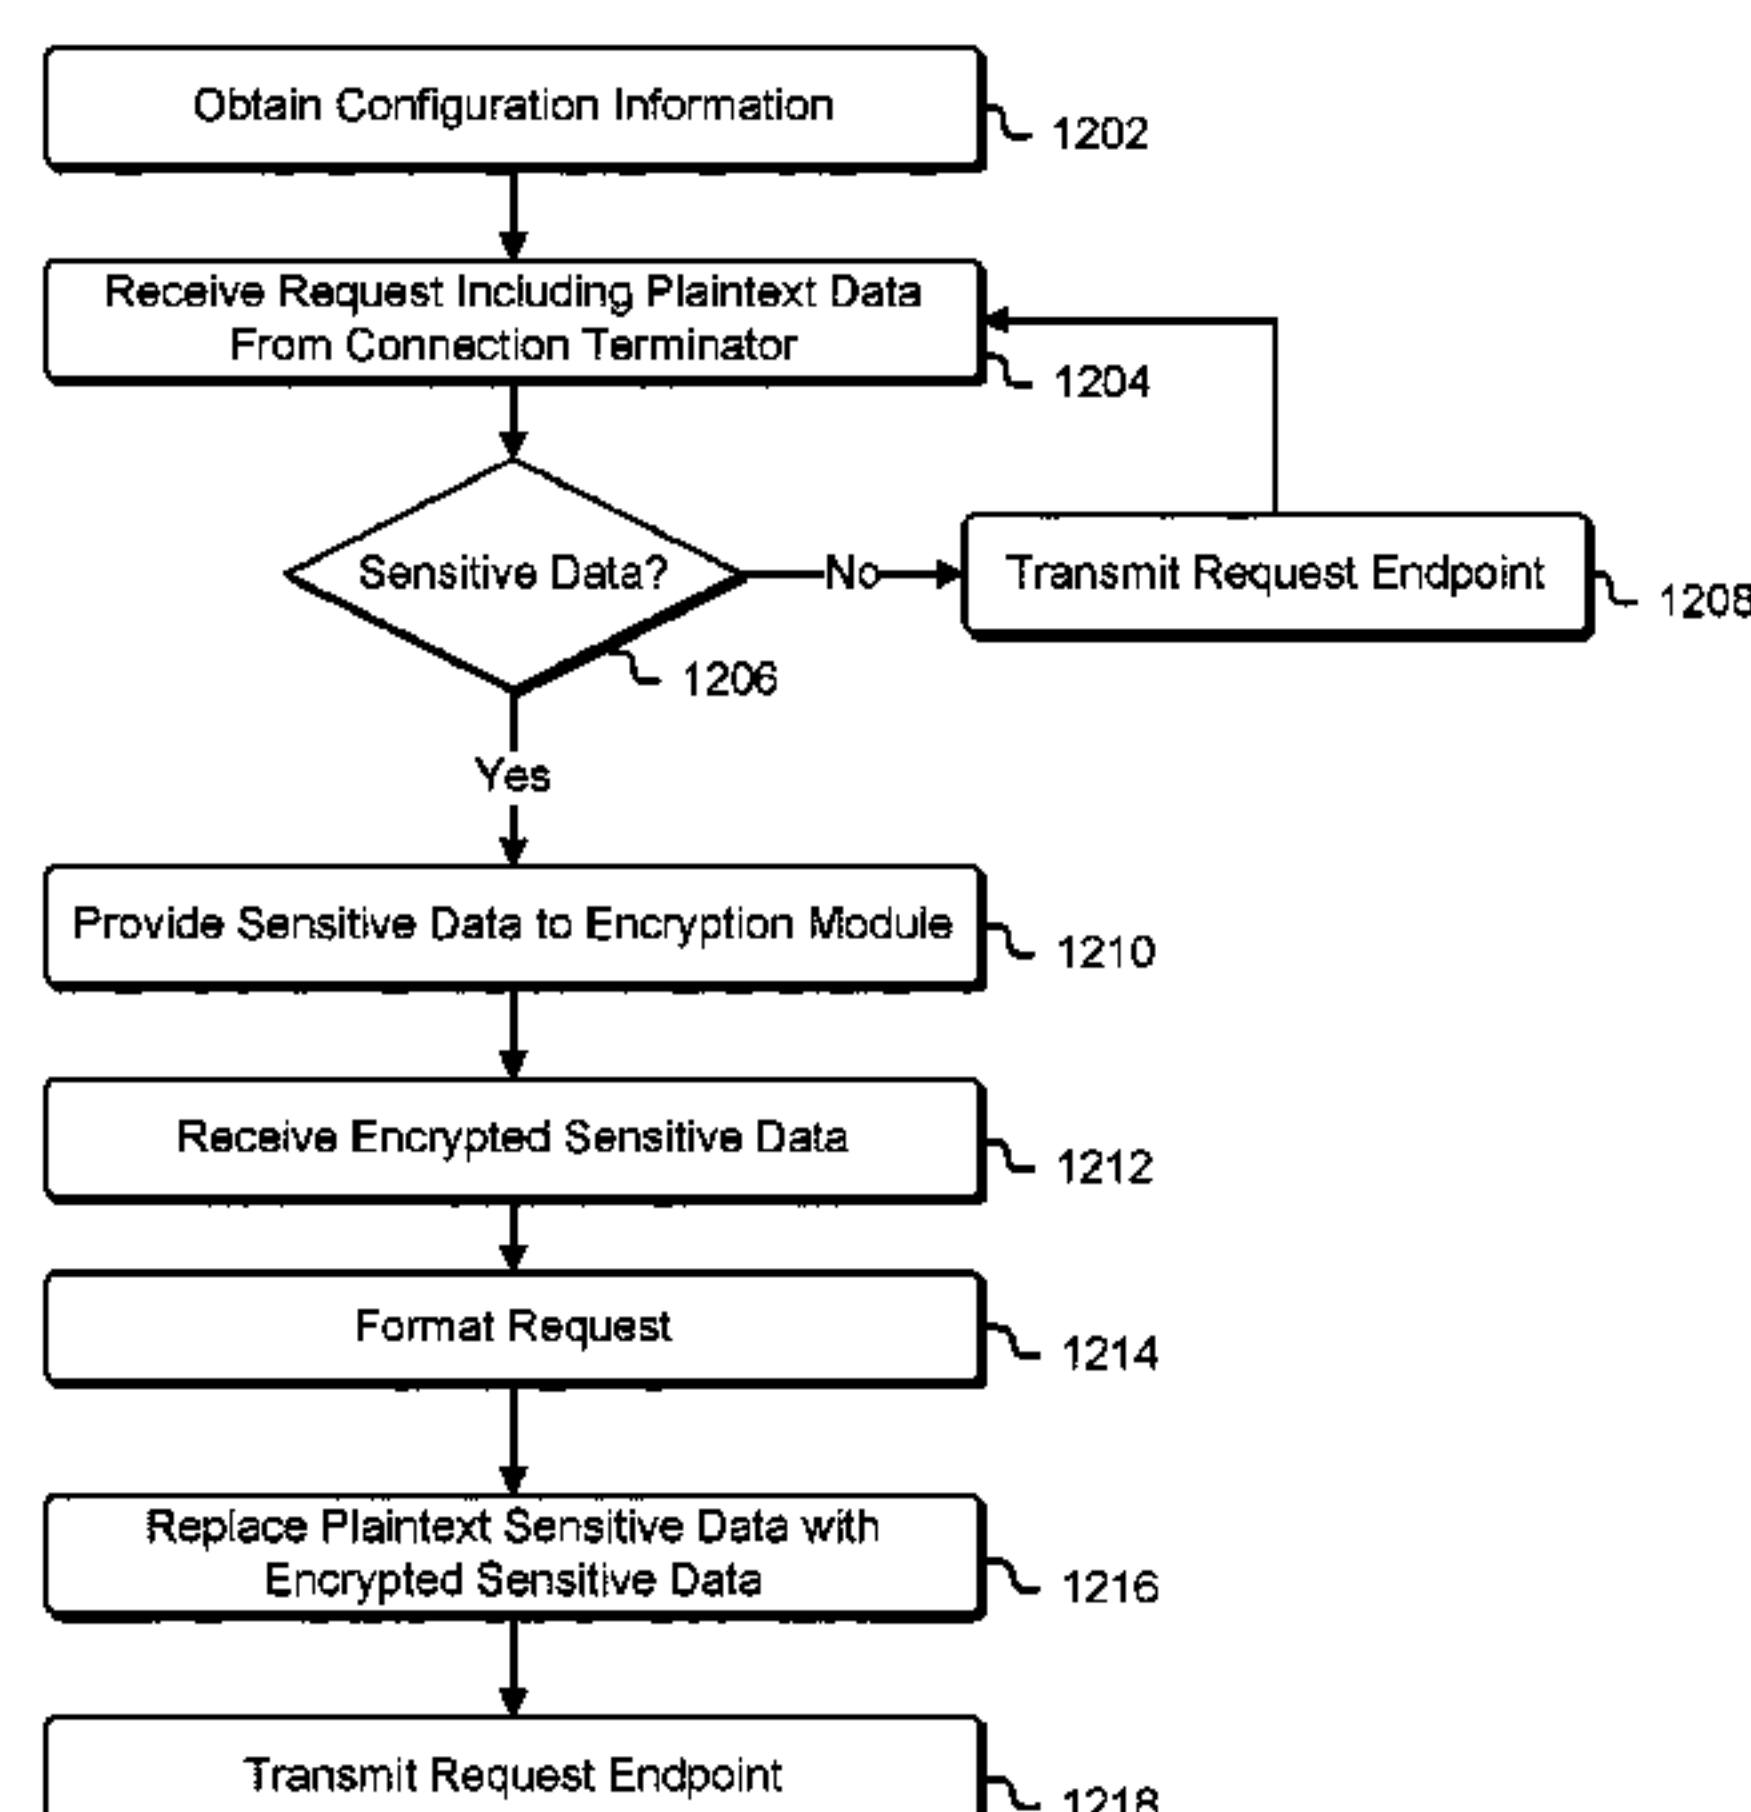 Obtain Configuration Information
1202
Receive Request Including Plaintext Data
From Connection Terminator
1204
Sensitive Data?
No
Transmit Request Endpoint
1208
1206
Yes
Provide Sensitive Data to Encryption Module
1210
Receive Encrypted Sensitive Data
1212
Format Request
1214
Replace Plaintext Sensitive Data with
Encrypted Sensitive Data
1216
Transmit Request Endpoint
1218